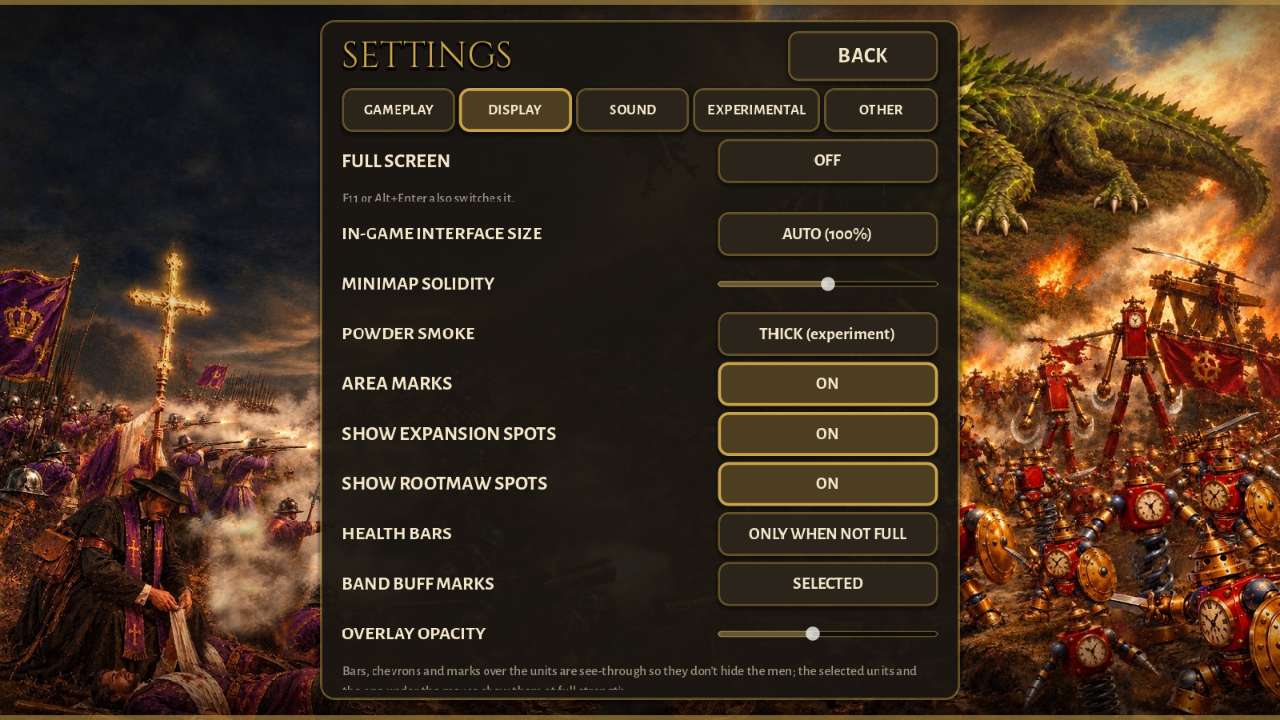 SETTINGS
BACK
GAMEPLAY
DISPLAY
SOUND
EXPERIMENTAL
OTHER
FULL SCREEN
OFF
F11 or Alt+Enter also switches it.
IN-GAME INTERFACE SIZE
AUTO (100%)
MINIMAP SOLIDITY
POWDER SMOKE
THICK (experiment)
AREA MARKS
ON
SHOW EXPANSION SPOTS
ON
SHOW ROOTMAW SPOTS
ON
HEALTH BARS
ONLY WHEN NOT FULL
BAND BUFF MARKS
SELECTED
OVERLAY OPACITY
Bars, chevrons and marks over the units are see-through so they don't hide the men; the selected units and